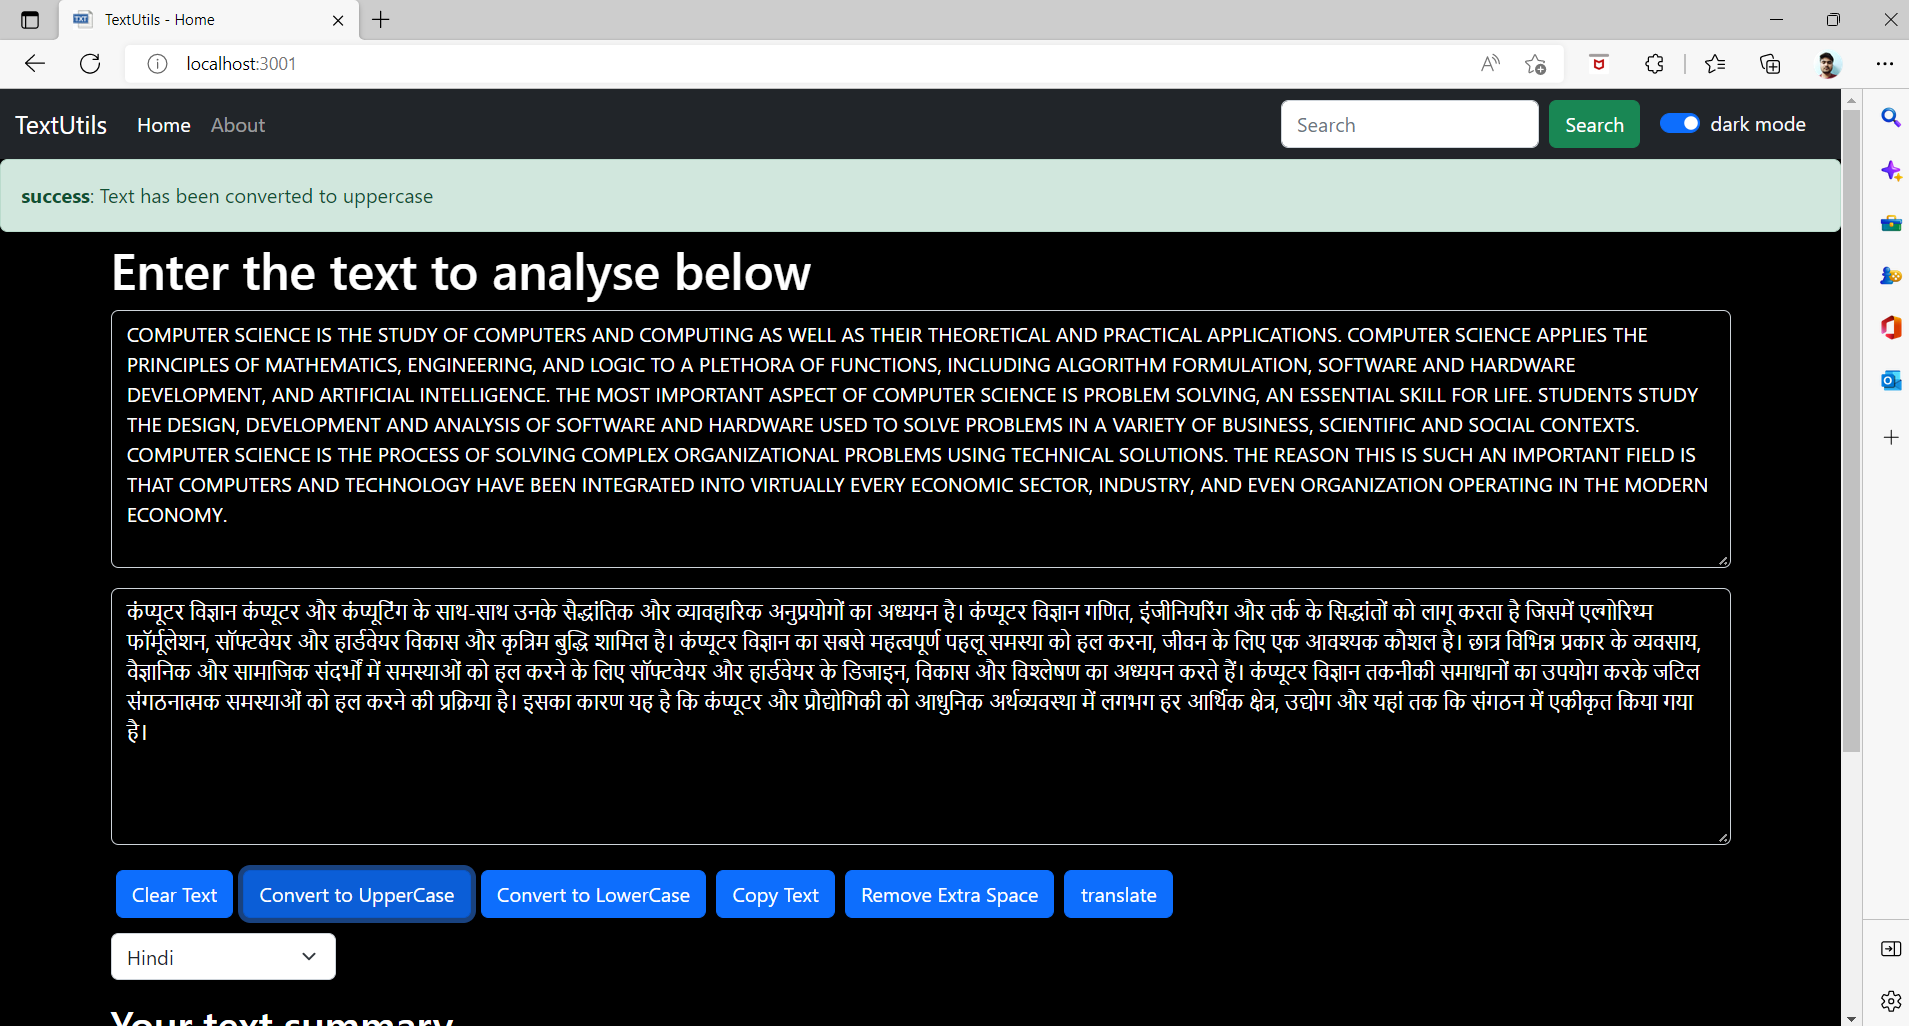 TextUtils - Home
localhost:3001
TextUtils Home About Search Search dark mode
success: Text has been converted to uppercase
Enter the text to analyse below
COMPUTER SCIENCE IS THE STUDY OF COMPUTERS AND COMPUTING AS WELL AS THEIR THEORETICAL AND PRACTICAL APPLICATIONS. COMPUTER SCIENCE APPLIES THE
PRINCIPLES OF MATHEMATICS, ENGINEERING, AND LOGIC TO A PLETHORA OF FUNCTIONS, INCLUDING ALGORITHM FORMULATION, SOFTWARE AND HARDWARE
DEVELOPMENT, AND ARTIFICIAL INTELLIGENCE. THE MOST IMPORTANT ASPECT OF COMPUTER SCIENCE IS PROBLEM SOLVING, AN ESSENTIAL SKILL FOR LIFE. STUDENTS STUDY
THE DESIGN, DEVELOPMENT AND ANALYSIS OF SOFTWARE AND HARDWARE USED TO SOLVE PROBLEMS IN A VARIETY OF BUSINESS, SCIENTIFIC AND SOCIAL CONTEXTS.
COMPUTER SCIENCE IS THE PROCESS OF SOLVING COMPLEX ORGANIZATIONAL PROBLEMS USING TECHNICAL SOLUTIONS. THE REASON THIS IS SUCH AN IMPORTANT FIELD IS
THAT COMPUTERS AND TECHNOLOGY HAVE BEEN INTEGRATED INTO VIRTUALLY EVERY ECONOMIC SECTOR, INDUSTRY, AND EVEN ORGANIZATION OPERATING IN THE MODERN
ECONOMY.
कंप्यूटर विज्ञान कंप्यूटर और कंप्यूटिंग के साथ-साथ उनके सैद्धांतिक और व्यावहारिक अनुप्रयोगों का अध्ययन है। कंप्यूटर विज्ञान गणित, इंजीनियरिंग और तर्क के सिद्धांतों को लागू करता है जिसमें एल्गोरिथ्म
फॉर्मूलेशन, सॉफ्टवेयर और हार्डवेयर विकास और कृत्रिम बुद्धि शामिल है। कंप्यूटर विज्ञान का सबसे महत्वपूर्ण पहलू समस्या को हल करना, जीवन के लिए एक आवश्यक कौशल है। छात्र विभिन्न प्रकार के व्यवसाय,
वैज्ञानिक और सामाजिक संदर्भों में समस्याओं को हल करने के लिए सॉफ्टवेयर और हार्डवेयर के डिजाइन, विकास और विश्लेषण का अध्ययन करते हैं। कंप्यूटर विज्ञान तकनीकी समाधानों का उपयोग करके जटिल
संगठनात्मक समस्याओं को हल करने की प्रक्रिया है। इसका कारण यह है कि कंप्यूटर और प्रौद्योगिकी को आधुनिक अर्थव्यवस्था में लगभग हर आर्थिक क्षेत्र, उद्योग और यहां तक कि संगठन में एकीकृत किया गया
है।
Clear Text Convert to UpperCase Convert to LowerCase Copy Text Remove Extra Space translate
Hindi
Your text summary